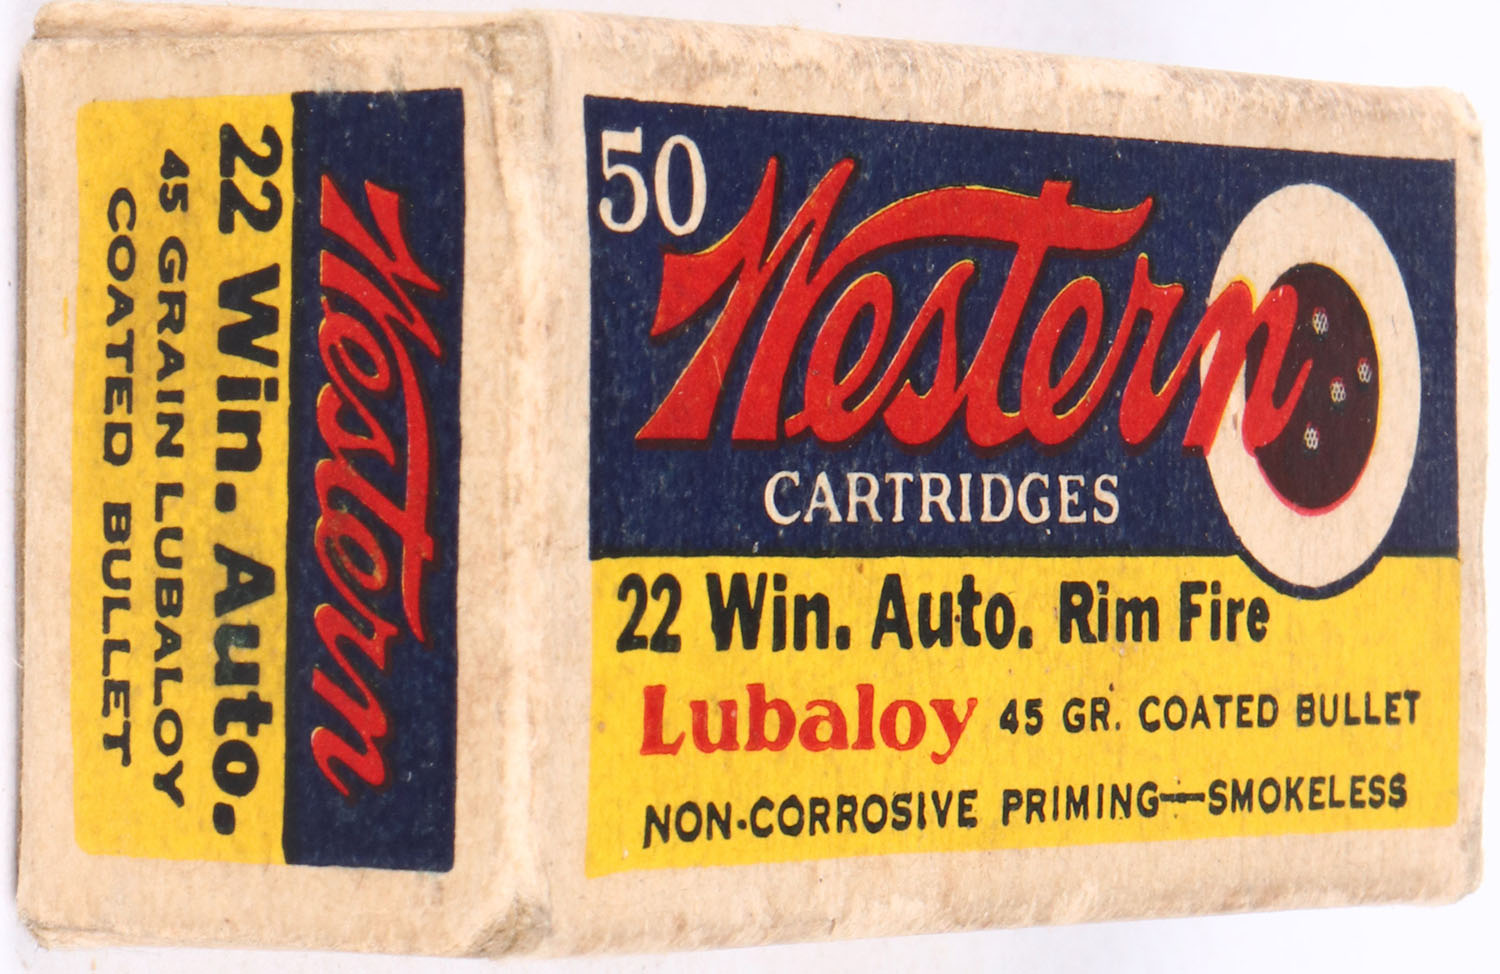 50
Western
CARTRIDGES
22 Win. Auto. Rim Fire
Lubaloy 45 GR. COATED BULLET
NON-CORROSIVE PRIMING—SMOKELESS
Western
22 Win. Auto.
45 GRAIN LUBALOY
COATED BULLET